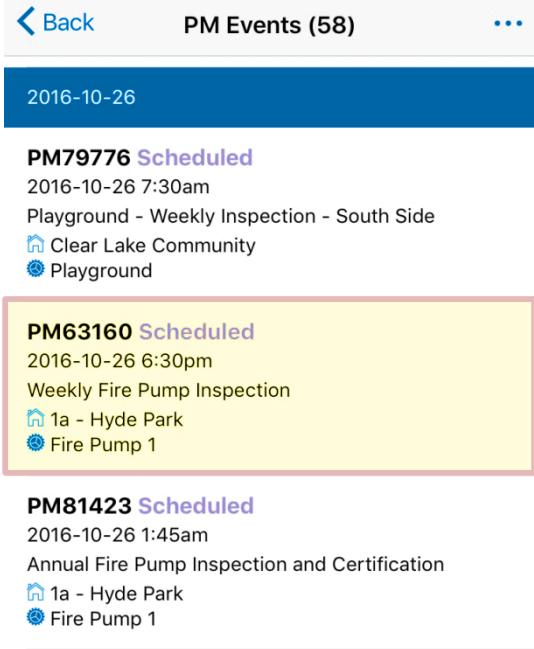 Back
PM Events (58)
2016-10-26
PM79776 Scheduled
2016-10-26 7:30am
Playground - Weekly Inspection - South Side
Clear Lake Community
Playground
PM63160 Scheduled
2016-10-26 6:30pm
Weekly Fire Pump Inspection
1a - Hyde Park
Fire Pump 1
PM81423 Scheduled
2016-10-26 1:45am
Annual Fire Pump Inspection and Certification
1a - Hyde Park
Fire Pump 1